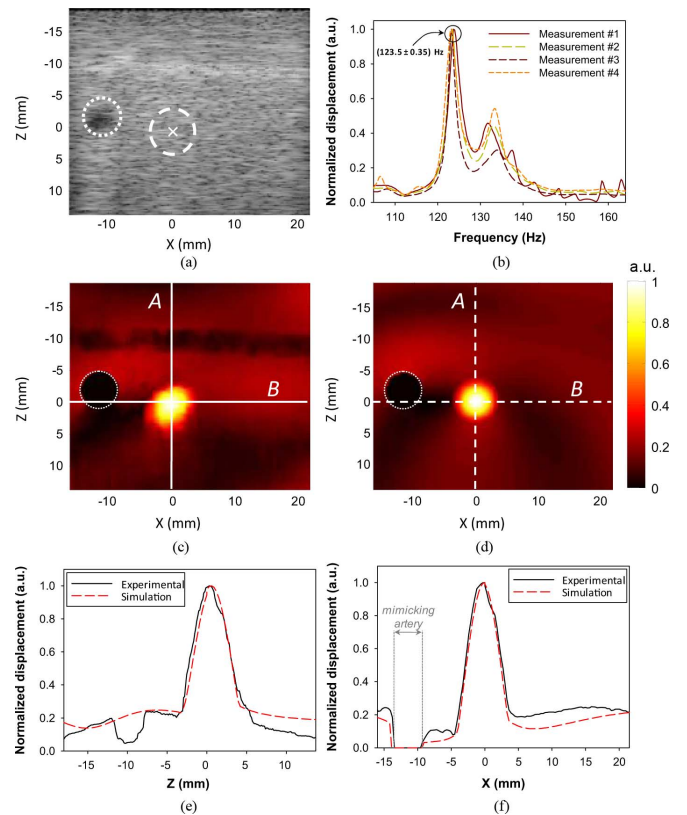 -15
-10
-5
0
5
10
Z (mm)
-10
0
10
20
X (mm)
(a)
Normalized displacement (a.u.)
1.0
0.8
0.6
0.4
0.2
0.0
(123.5 ± 0.35) Hz
Measurement #1
Measurement #2
Measurement #3
Measurement #4
110
120
130
140
150
160
Frequency (Hz)
(b)
-15
-10
-5
0
5
10
Z (mm)
A
B
-10
0
10
20
X (mm)
(c)
-15
-10
-5
0
5
10
Z (mm)
A
B
-10
0
10
20
X (mm)
(d)
a.u.
1
0.8
0.6
0.4
0.2
0
Normalized displacement (a.u.)
1.0
0.8
0.6
0.4
0.2
0.0
Experimental
Simulation
-15
-10
-5
0
5
10
Z (mm)
(e)
Normalized displacement (a.u.)
1.0
0.8
0.6
0.4
0.2
0.0
mimicking
artery
Experimental
Simulation
-15
-10
-5
0
5
10
15
20
X (mm)
(f)